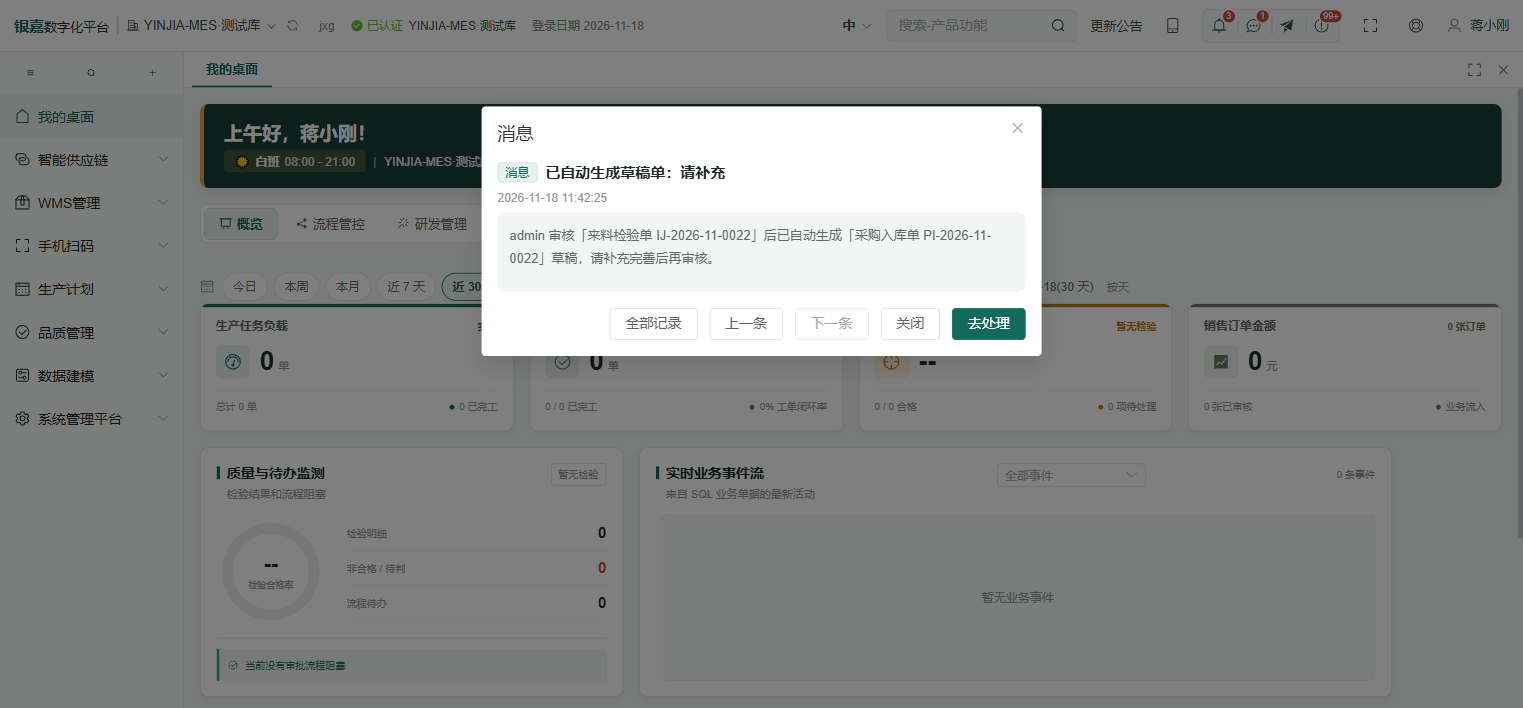 银嘉数字化平台 YINJIA-MES·测试库 jxg 已认证 YINJIA-MES·测试库 登录日期 2026-11-18 中 搜索-产品功能 更新公告 3 1 99+ 蒋小刚
我的桌面
我的桌面
智能供应链
WMS管理
手机扫码
生产计划
品质管理
数据建模
系统管理平台
上午好，蒋小刚！
白班 08:00 - 21:00 | YINJIA-MES·测试
概览 流程管控 研发管理
今日 本周 本月 近 7 天 近 30 -18(30 天) 按天
消息
消息 已自动生成草稿单：请补充
2026-11-18 11:42:25
admin 审核「来料检验单 IJ-2026-11-0022」后已自动生成「采购入库单 PI-2026-11-
0022」草稿，请补充完善后再审核。
全部记录 上一条 下一条 关闭 去处理
生产任务负载
0 单
总计 0 单 0 已完工
0 单
0 / 0 已完工 0% 工单闭环率
暂无检验
--
0 / 0 合格 0 项待处理
销售订单金额 0 张订单
0 元
0 张已审核 业务流入
质量与待办监测 暂无检验
检验结果和流程阻塞
--
检验合格率
检验明细 0
非合格 / 待判 0
流程待办 0
当前没有审批流程阻塞
实时业务事件流 全部事件 0 条事件
来自 SQL 业务单据的最新活动
暂无业务事件